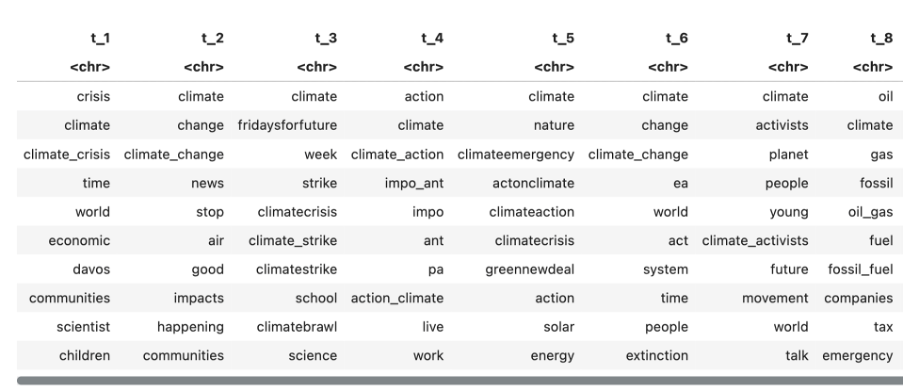 t_1 t_2 t_3 t_4 t_5 t_6 t_7 t_8
<chr> <chr> <chr> <chr> <chr> <chr> <chr> <chr>
crisis climate climate action climate climate climate oil
climate change fridaysforfuture climate nature change activists climate
climate_crisis climate_change week climate_action climateemergency climate_change planet gas
time news strike impo_ant actonclimate ea people fossil
world stop climatecrisis impo climateaction world young oil_gas
economic air climate_strike ant climatecrisis act climate_activists fuel
davos good climatestrike pa greennewdeal system future fossil_fuel
communities impacts school action_climate action time movement companies
scientist happening climatebrawl live solar people world tax
children communities science work energy extinction talk emergency